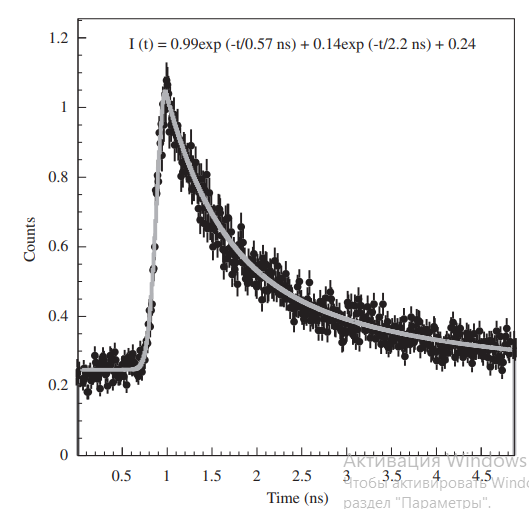 I (t) = 0.99exp (-t/0.57 ns) + 0.14exp (-t/2.2 ns) + 0.24
1.2
1
0.8
0.6
0.4
0.2
0
Counts
0.5 1 1.5 2 2.5 3 3.5 4 4.5
Time (ns)
Активация Windows
Чтобы активировать Wind
раздел "Параметры".